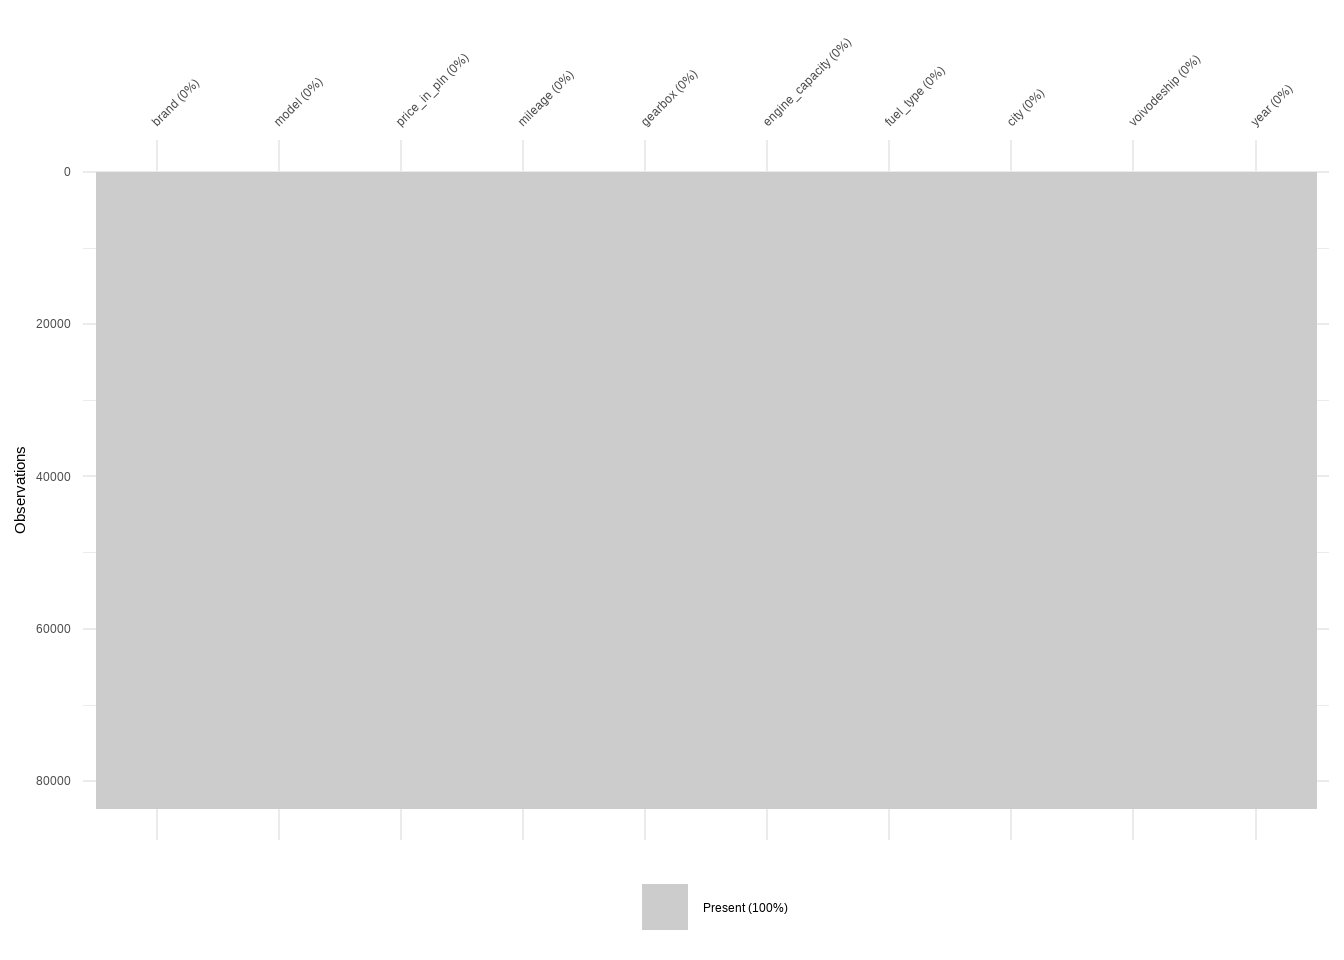 brand (0%)
model (0%)
price_in_pln (0%)
mileage (0%)
gearbox (0%)
engine_capacity (0%)
fuel_type (0%)
city (0%)
voivodeship (0%)
year (0%)
0
20000
40000
60000
80000
Observations
Present (100%)